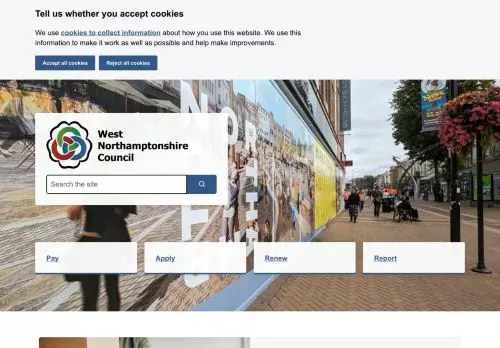 Tell us whether you accept cookies
We use cookies to collect information about how you use this website. We use
this information to make it work as well as possible and help make improvements.
Accept all cookies
Reject all cookies
West
Northamptonshire
Council
Search the site
Pay
Apply
Renew
Report